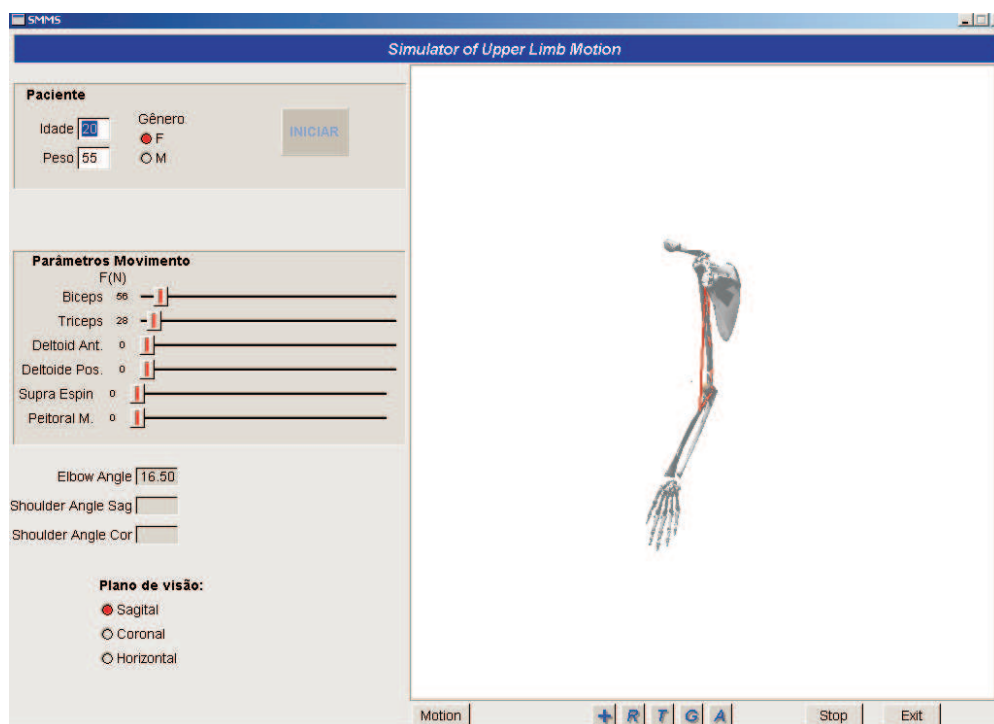 SMMS
Simulator of Upper Limb Motion
Paciente
Idade 20
Peso 55
Gênero
F
M
INICIAR
Parâmetros Movimento
F(N)
Biceps 56
Triceps 28
Deltoid Ant. 0
Deltoide Pos. 0
Supra Espin 0
Peitoral M. 0
Elbow Angle 16.50
Shoulder Angle Sag
Shoulder Angle Cor
Plano de visão:
Sagital
Coronal
Horizontal
Motion + R T G A Stop Exit